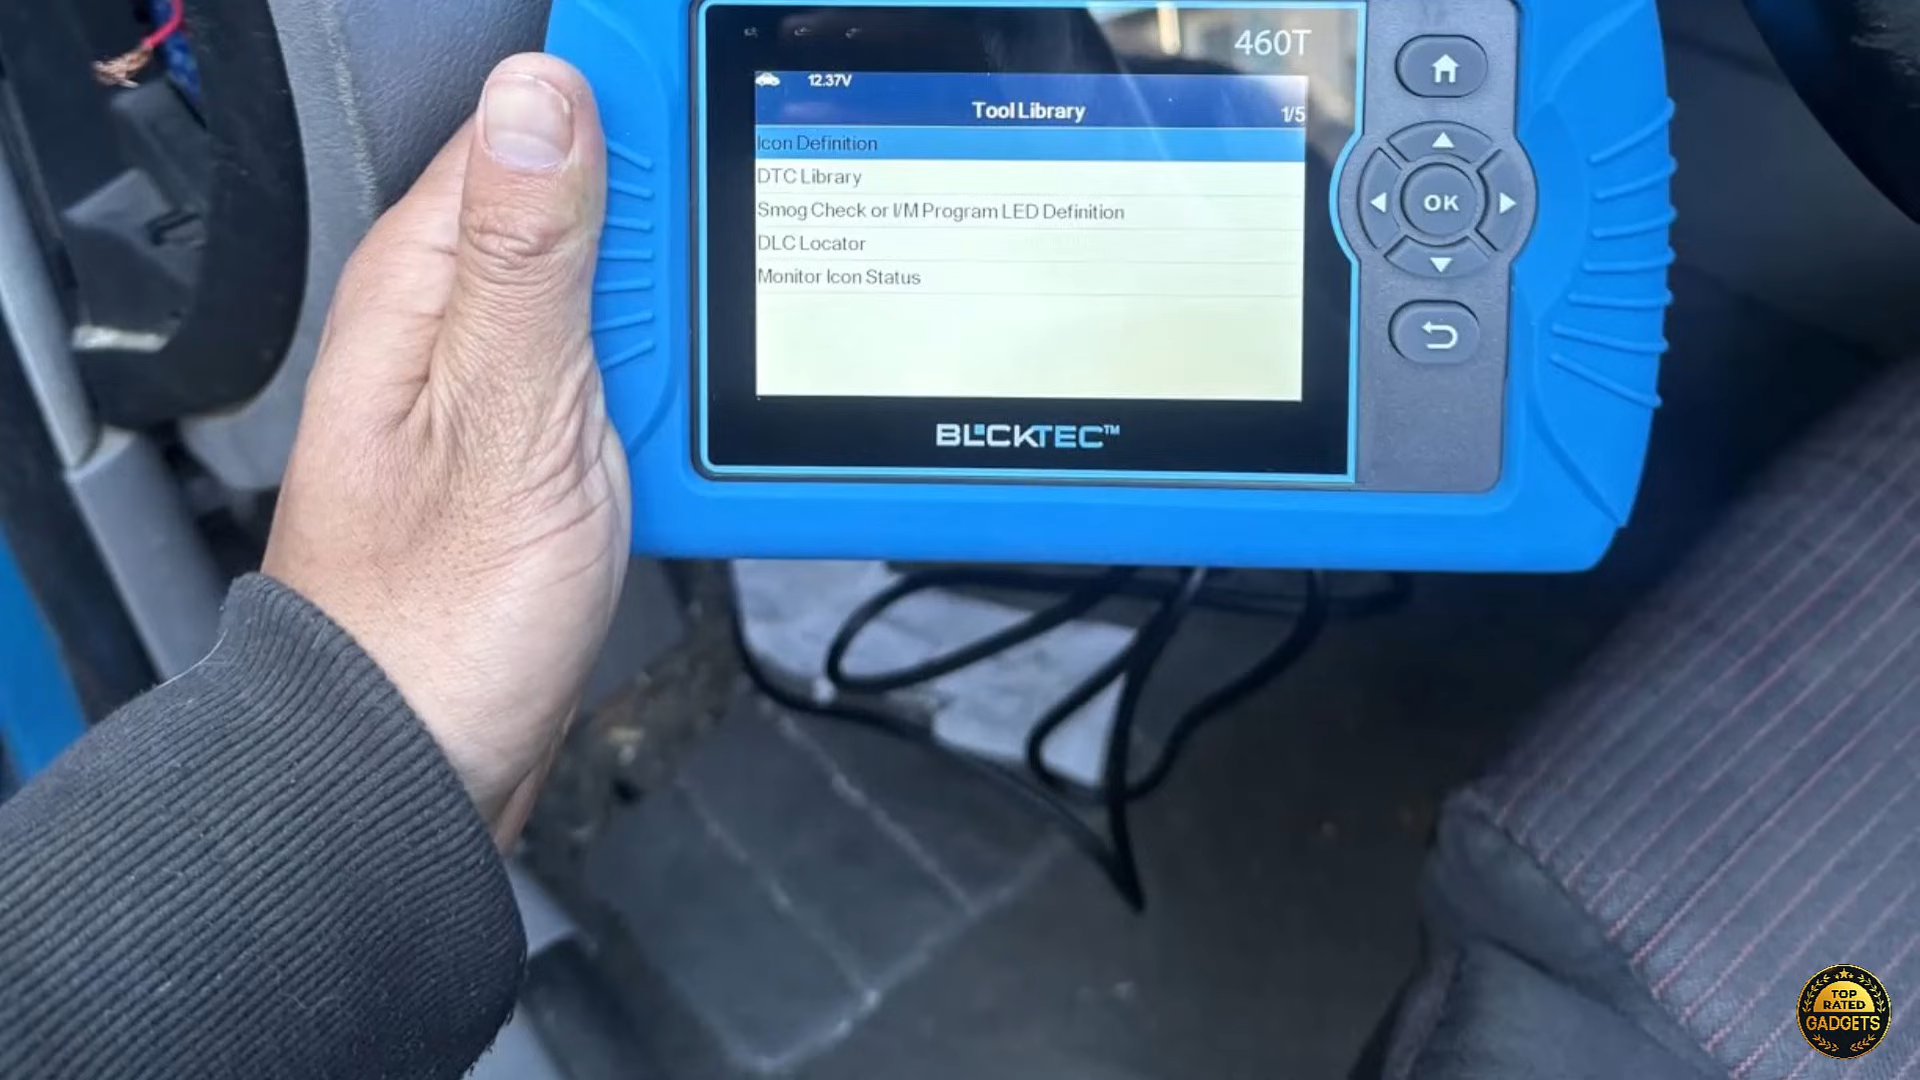 460T
12.37V
Tool Library 1/5
Icon Definition
DTC Library
Smog Check or I/M Program LED Definition
DLC Locator
Monitor Icon Status
OK
BLCKTEC™
TOP
RATED
GADGETS